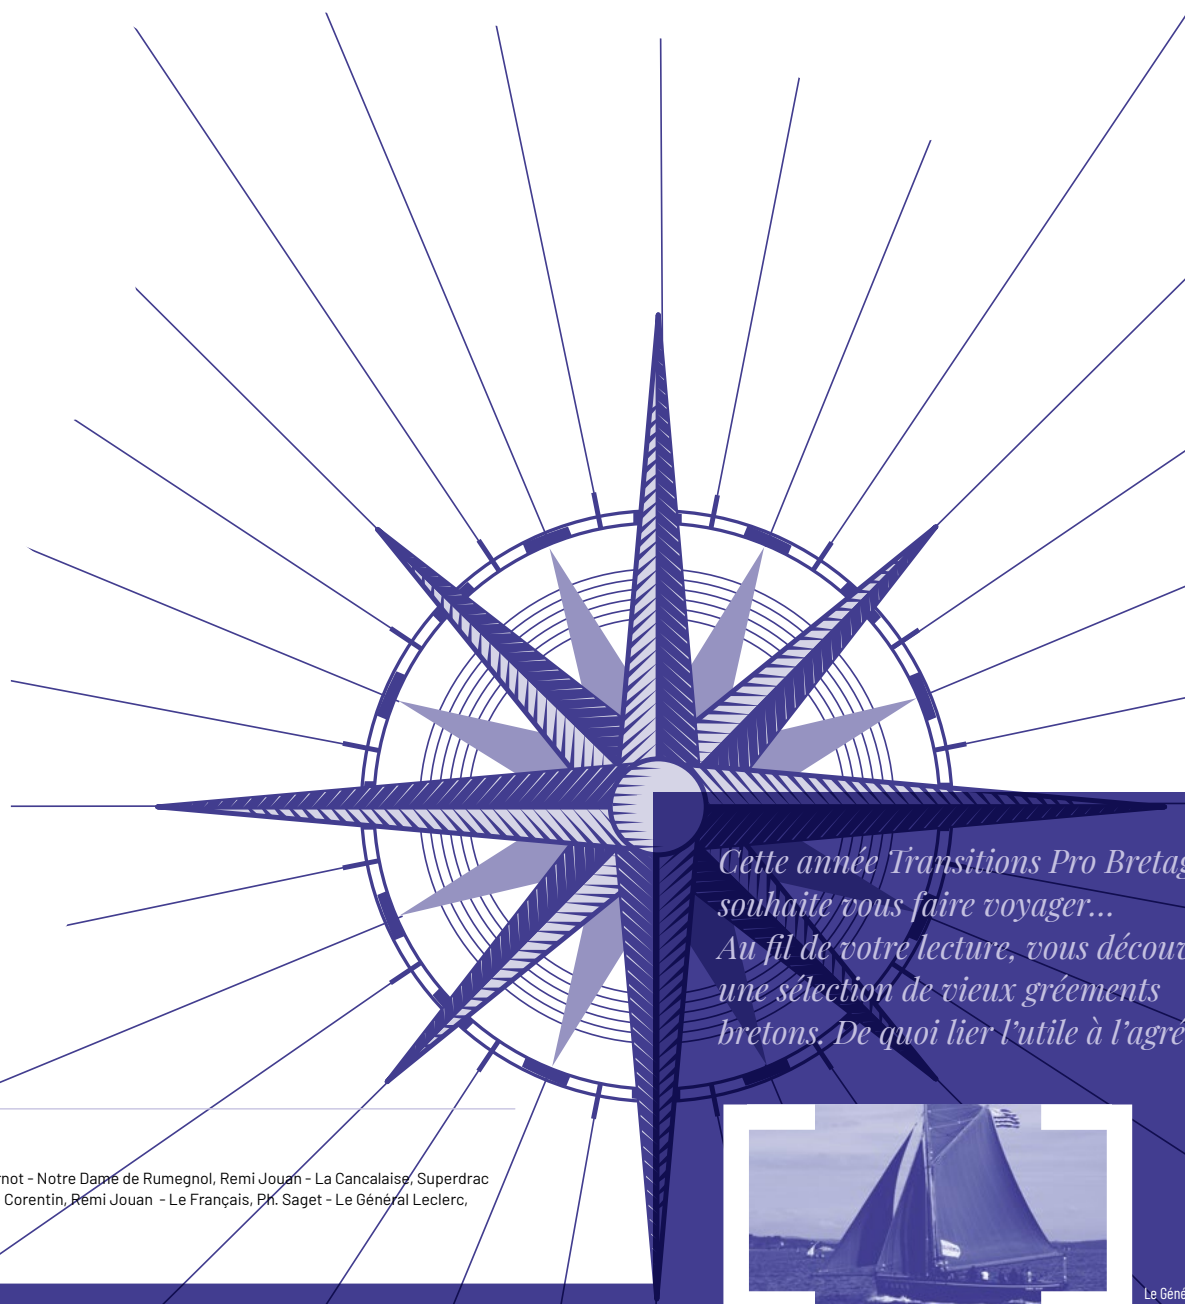 Cette année Transitions Pro Bretag
souhaite vous faire voyager...
Au fil de votre lecture, vous découv
une sélection de vieux gréements
bretons. De quoi lier l'utile à l'agré
rnot - Notre Dame de Rumegnol, Remi Jouan - La Cancalaise, Superdrac
Corentin, Remi Jouan - Le Français, Ph. Saget - Le Général Leclerc,
Le Géné